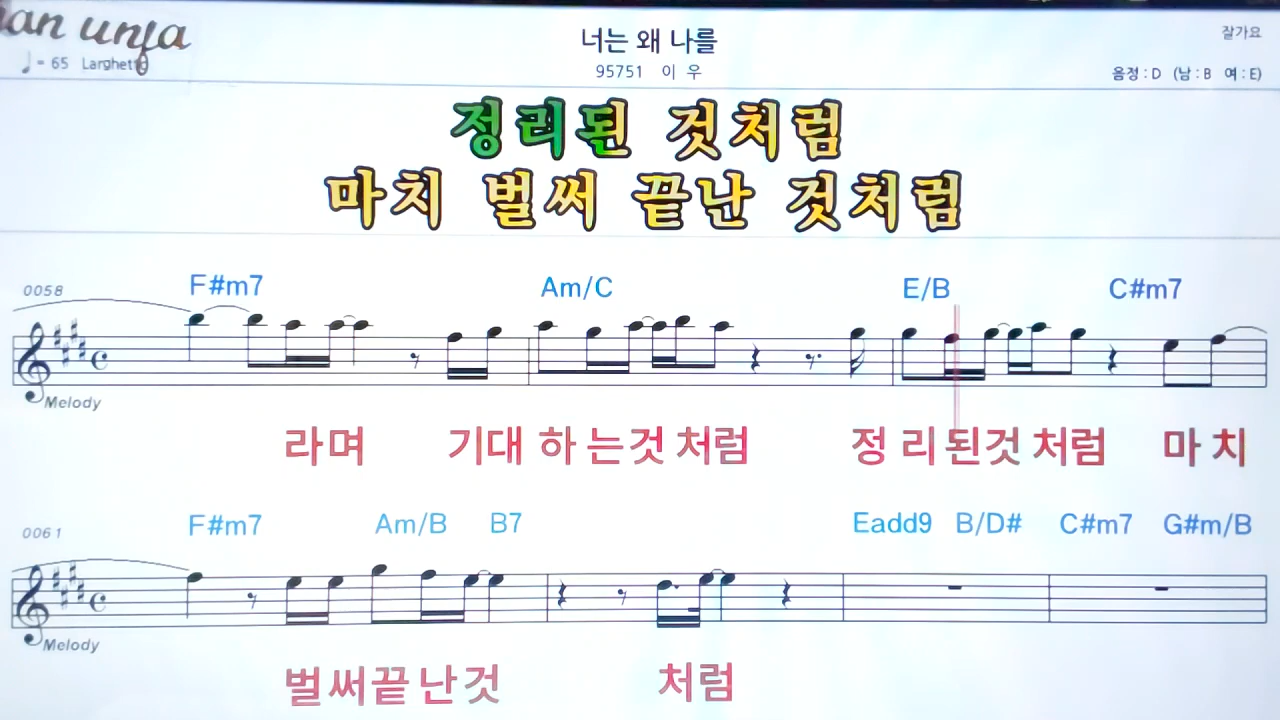 an unja
너는 왜 나를
잘가요
♩= 65 Larghetto
95751 이 우
음정 : D (남 : B 여 : E)
정리된 것처럼
마치 벌써 끝난 것처럼
0058 F#m7 Am/C E/B C#m7
Melody
라며 기대 하 는것 처럼 정 리 된것 처럼 마 치
0061 F#m7 Am/B B7 Eadd9 B/D# C#m7 G#m/B
Melody
벌써끝난것 처럼